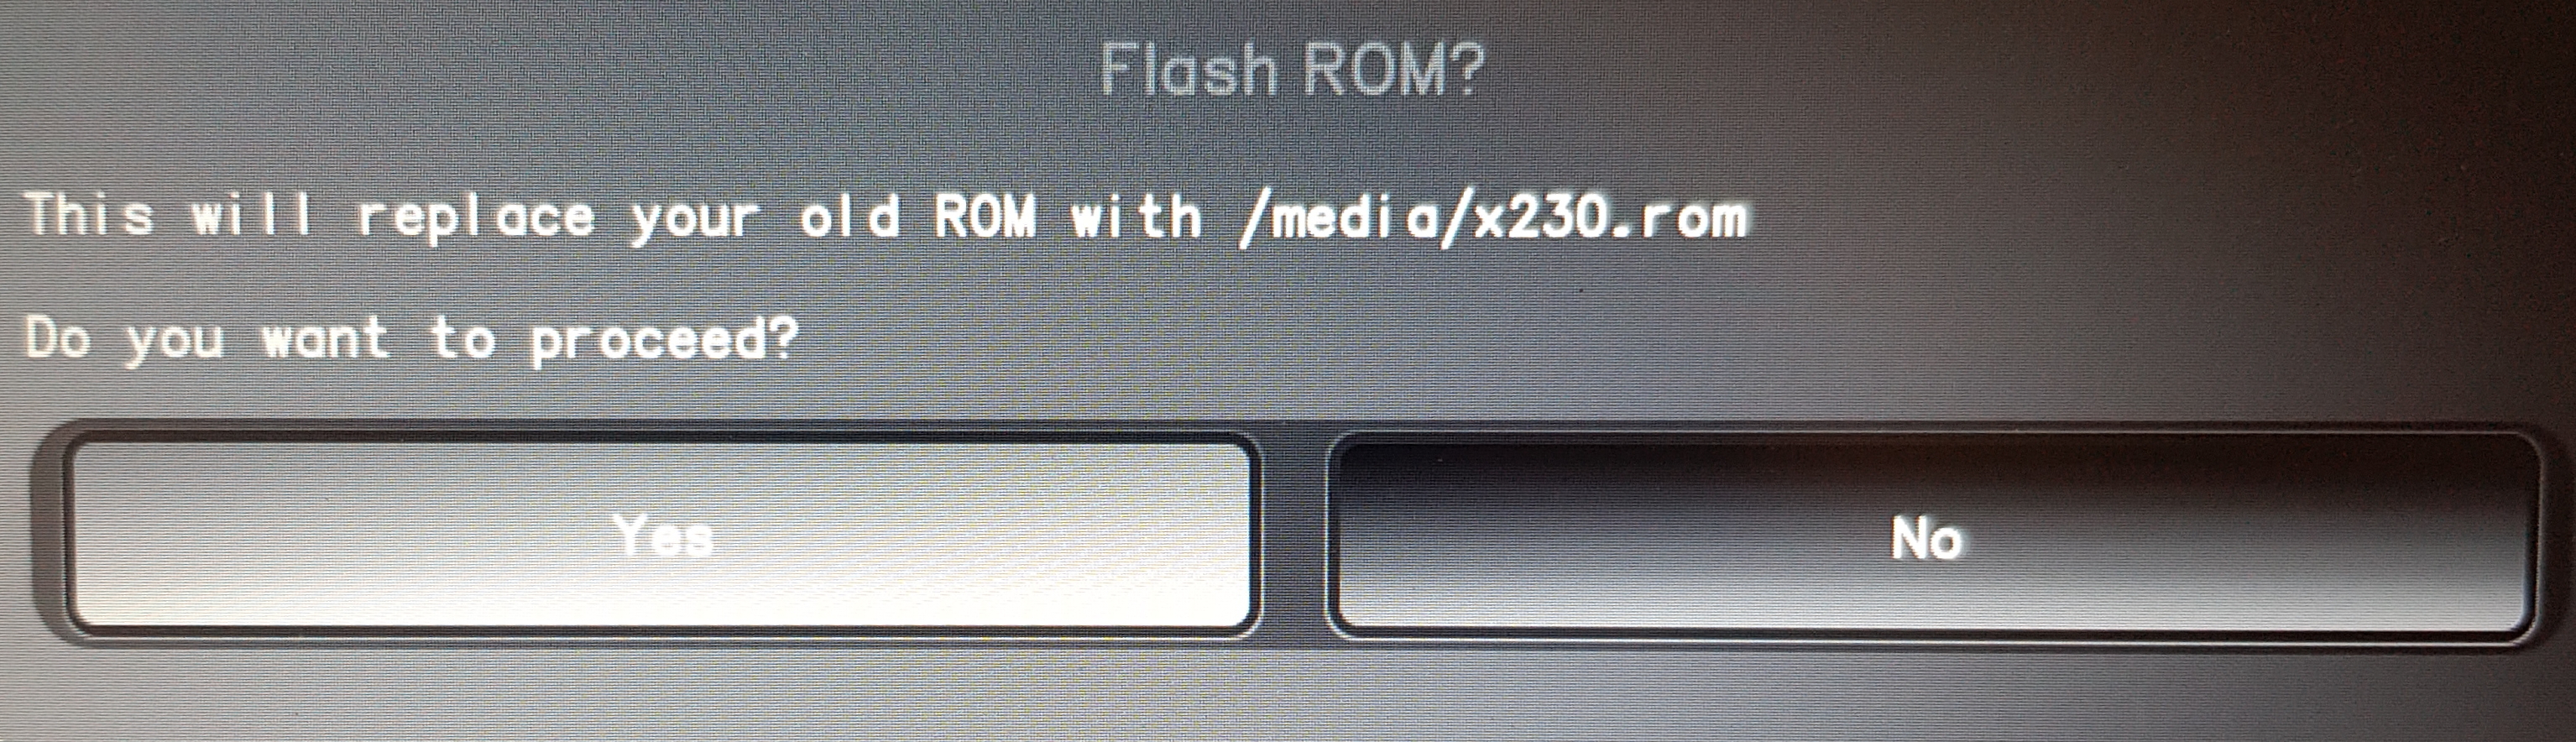 Flash ROM?
This will replace your old ROM with /media/x230.rom
Do you want to proceed?
Yes
No